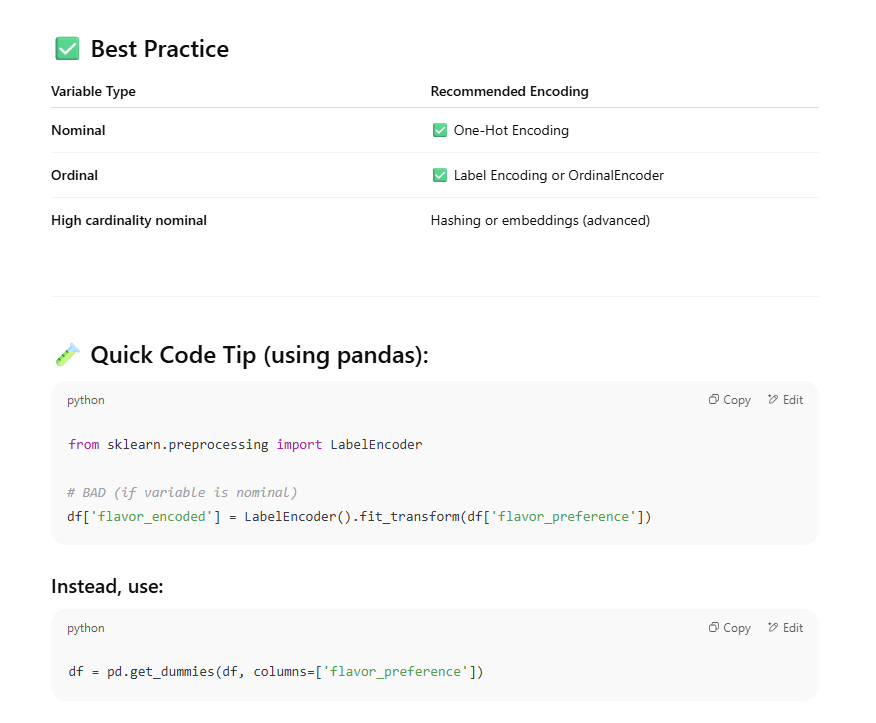 ✅ Best Practice
Variable Type Recommended Encoding
Nominal ✅ One-Hot Encoding
Ordinal ✅ Label Encoding or OrdinalEncoder
High cardinality nominal Hashing or embeddings (advanced)
🧪 Quick Code Tip (using pandas):
python Copy Edit
from sklearn.preprocessing import LabelEncoder
# BAD (if variable is nominal)
df['flavor_encoded'] = LabelEncoder().fit_transform(df['flavor_preference'])
Instead, use:
python Copy Edit
df = pd.get_dummies(df, columns=['flavor_preference'])